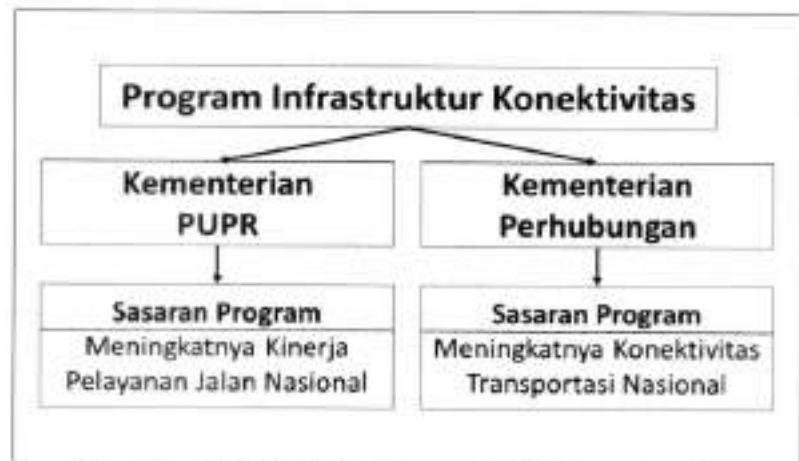 Program Infrastruktur Konektivitas
Kementerian
PUPR
Kementerian
Perhubungan
Sasaran Program
Meningkatnya Kinerja
Pelayanan Jalan Nasional
Sasaran Program
Meningkatnya Konektivitas
Transportasi Nasional